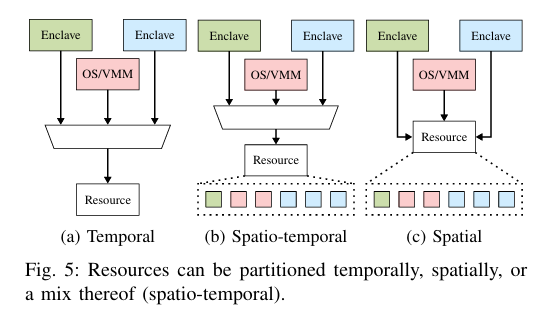 Enclave Enclave Enclave Enclave Enclave Enclave
OS/VMM OS/VMM OS/VMM
Resource
Resource
Resource
(a) Temporal (b) Spatio-temporal (c) Spatial
Fig. 5: Resources can be partitioned temporally, spatially, or
a mix thereof (spatio-temporal).